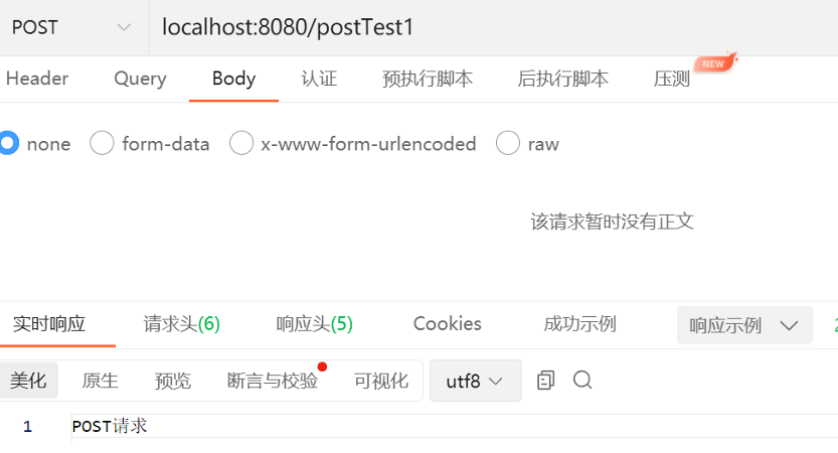 POST localhost:8080/postTest1
Header Query Body 认证 预执行脚本 后执行脚本 压测 NEW
none form-data x-www-form-urlencoded raw
该请求暂时没有正文
实时响应 请求头(6) 响应头(5) Cookies 成功示例 响应示例
美化 原生 预览 断言与校验 可视化 utf8
1 POST请求